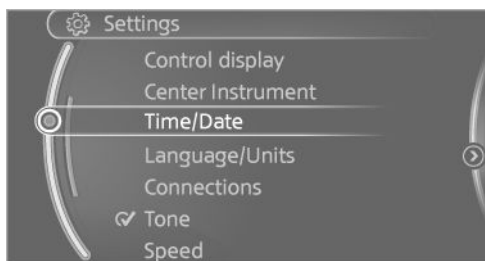 Settings
Control display
Center Instrument
Time/Date
Language/Units
Connections
Tone
Speed